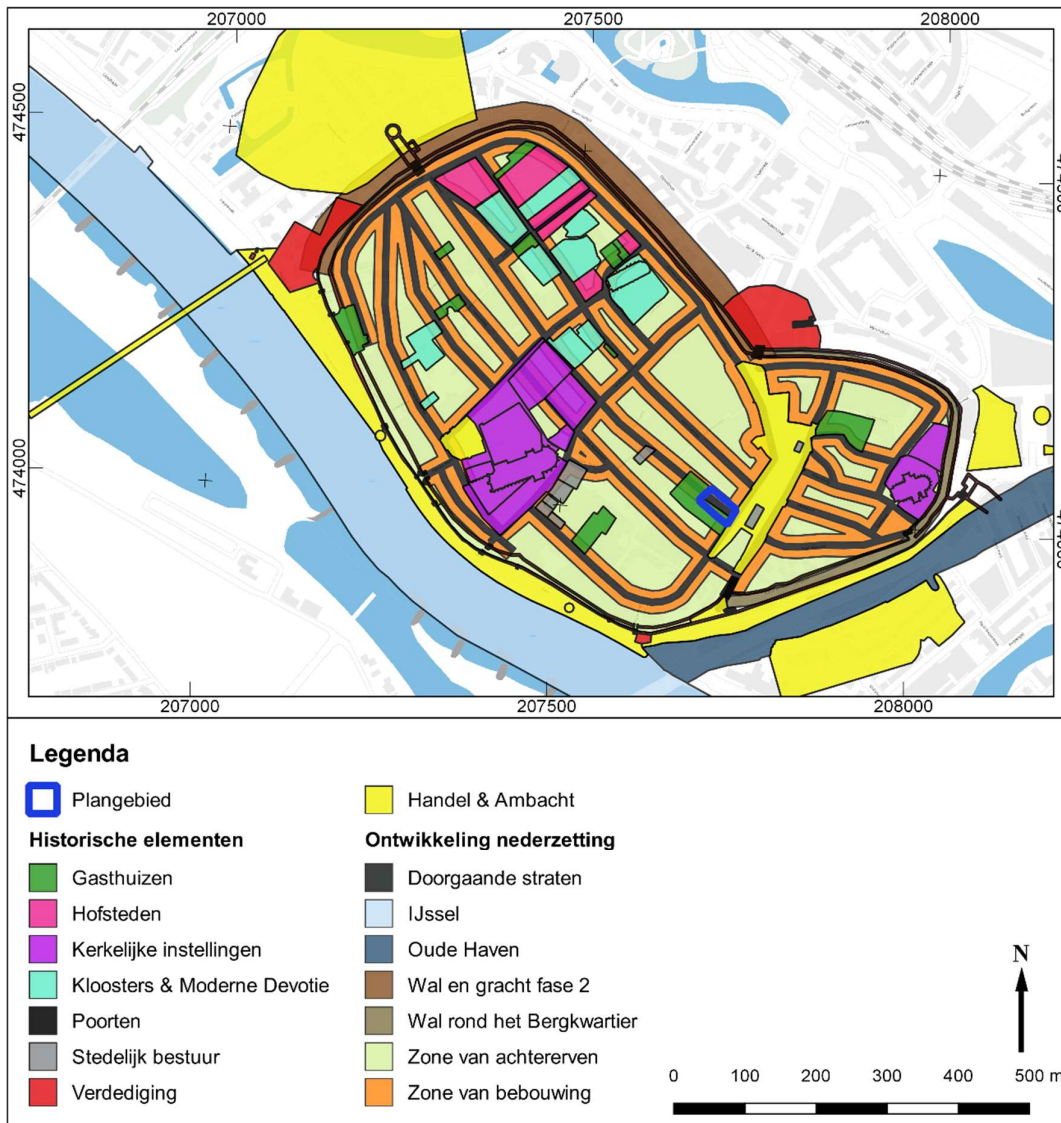 207000 207500 208000
474500
474000
207000 207500 208000
Legenda
Plangebied
Handel & Ambacht
Historische elementen
Ontwikkeling nederzetting
Gasthuizen
Doorgaande straten
Hofsteden
IJssel
Kerkelijke instellingen
Oude Haven
Kloosters & Moderne Devotie
Wal en gracht fase 2
Poorten
Wal rond het Bergkwartier
Stedelijk bestuur
Zone van achtererven
Verdediging
Zone van bebouwing
N
0 100 200 300 400 500 m